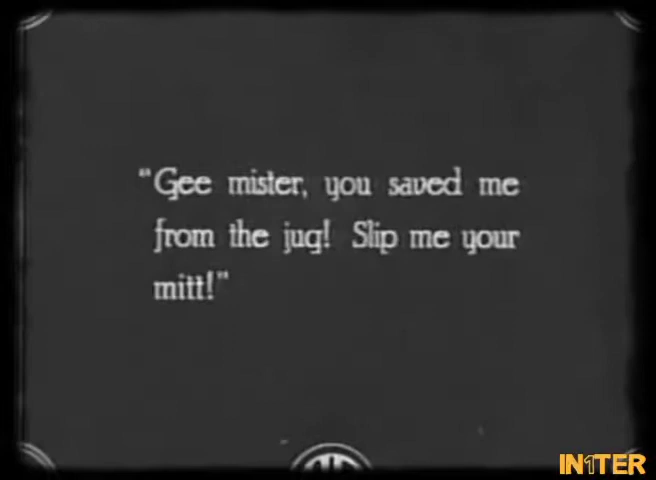 “Gee mister, you saved me
from the jug! Slip me your
mitt!”
IN1TER